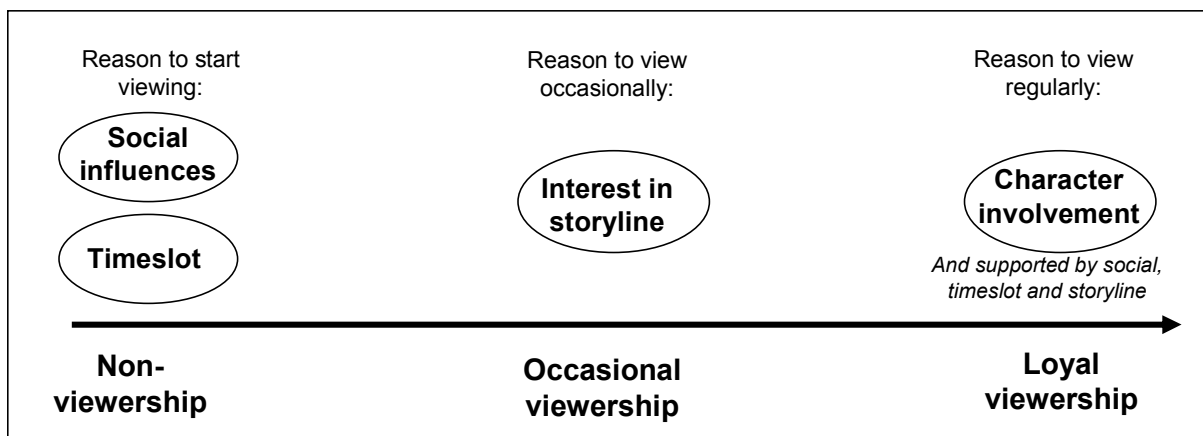 Reason to start
viewing:
Social
influences
Timeslot
Reason to view
occasionally:
Interest in
storyline
Reason to view
regularly:
Character
involvement
And supported by social,
timeslot and storyline
Non-
viewership
Occasional
viewership
Loyal
viewership